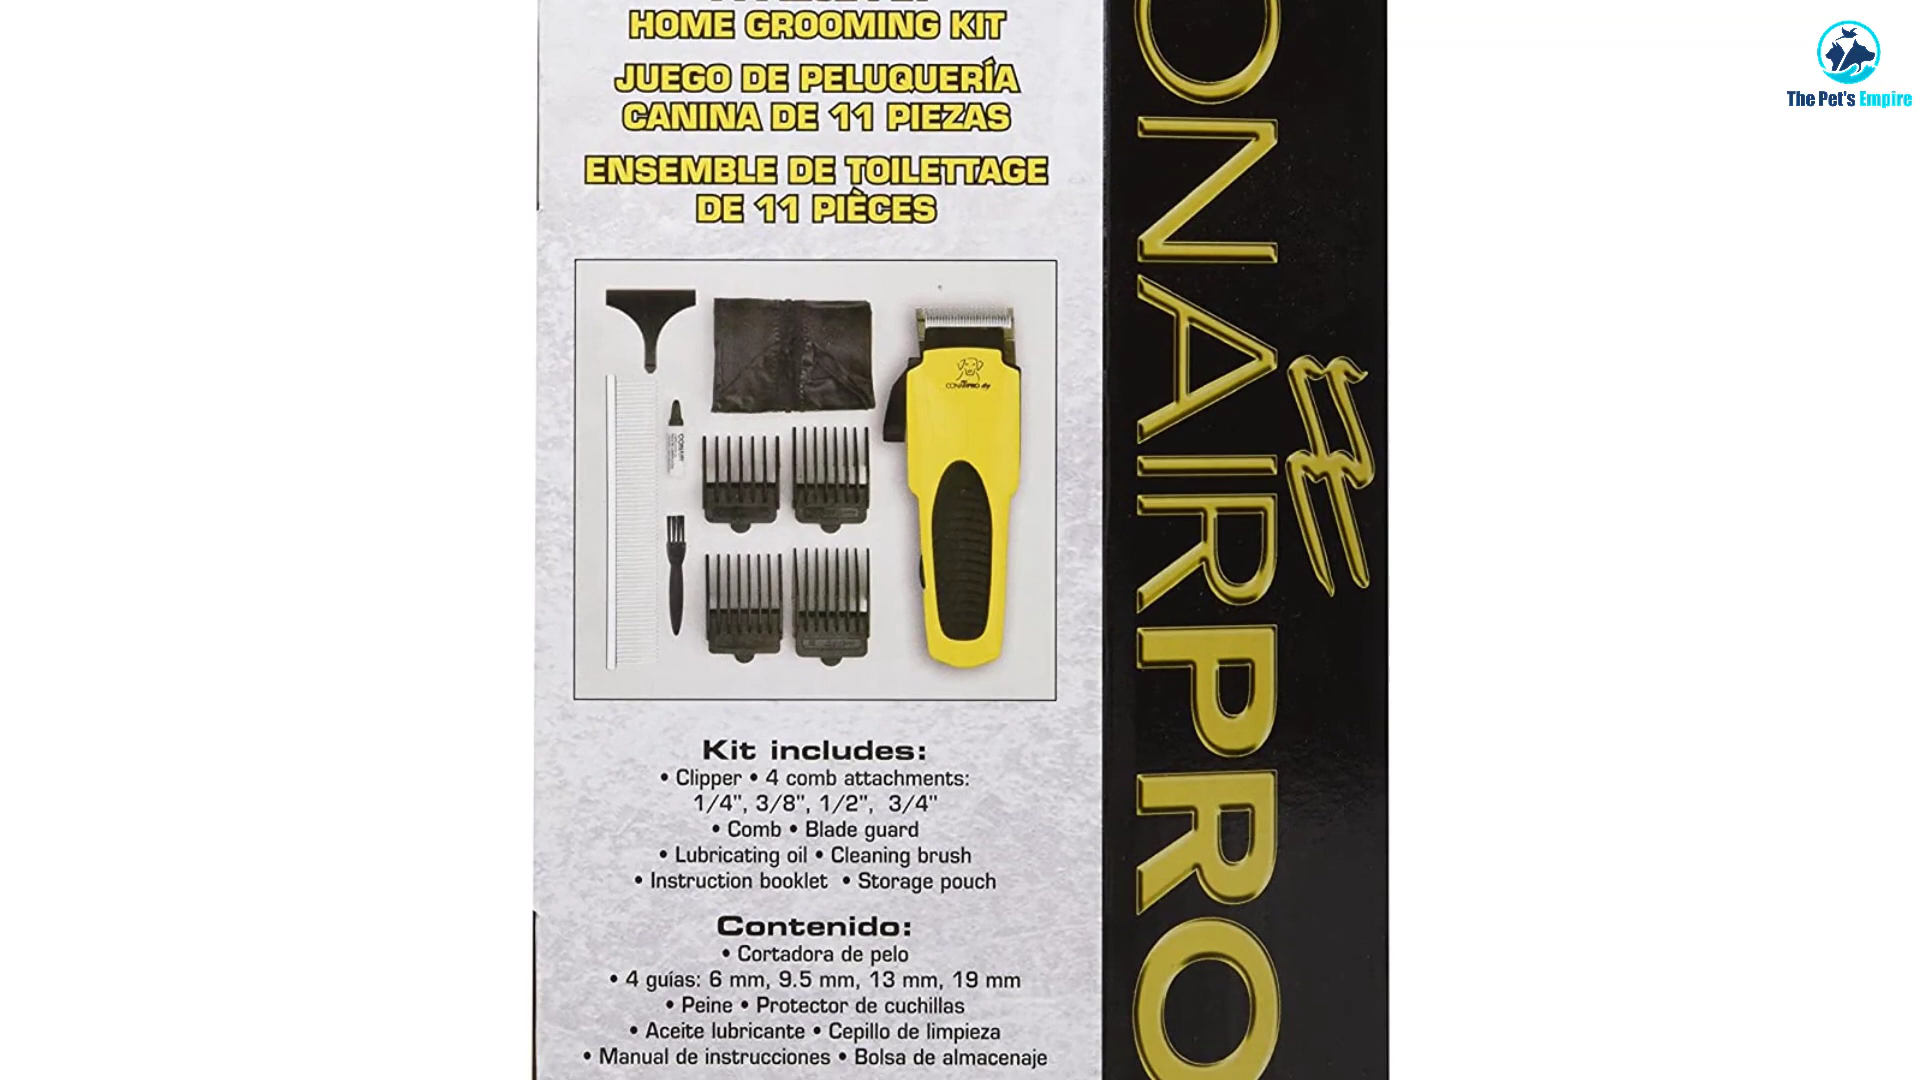 HOME GROOMING KIT
JUEGO DE PELUQUERÍA
CANINA DE 11 PIEZAS
ENSEMBLE DE TOILETTAGE
DE 11 PIÈCES
CONAIRPRO dog
CONAIR
Kit includes:
• Clipper • 4 comb attachments:
1/4", 3/8", 1/2", 3/4"
• Comb • Blade guard
• Lubricating oil • Cleaning brush
• Instruction booklet • Storage pouch
Contenido:
• Cortadora de pelo
• 4 guías: 6 mm, 9.5 mm, 13 mm, 19 mm
• Peine • Protector de cuchillas
• Aceite lubricante • Cepillo de limpieza
• Manual de instrucciones • Bolsa de almacenaje
ONAIRPRO
The Pet's Empire